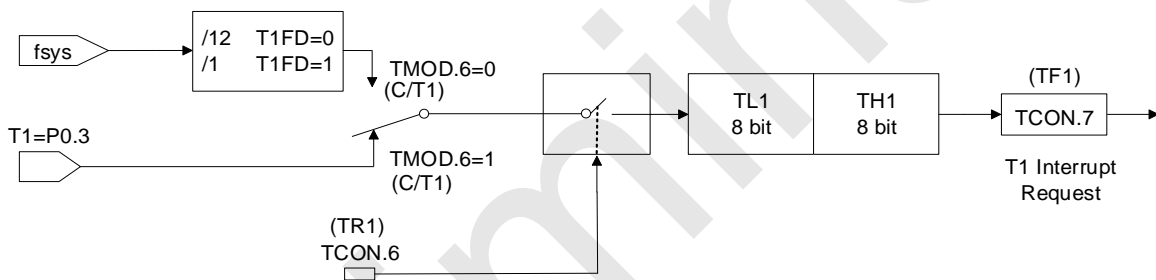 fsys
/12 T1FD=0
/1 T1FD=1
TMOD.6=0
(C/T1)
T1=P0.3
TMOD.6=1
(C/T1)
(TR1)
TCON.6
TL1
8 bit
TH1
8 bit
(TF1)
TCON.7
T1 Interrupt
Request